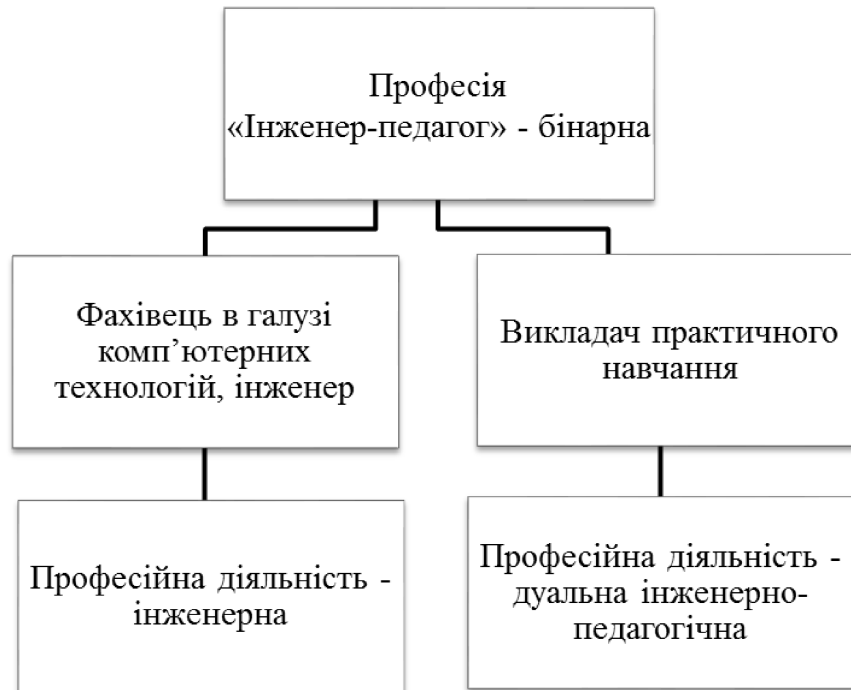 Професія
«Інженер-педагог» - бінарна
Фахівець в галузі
комп’ютерних
технологій, інженер
Викладач практичного
навчання
Професійна діяльність -
інженерна
Професійна діяльність -
дуальна інженерно-
педагогічна